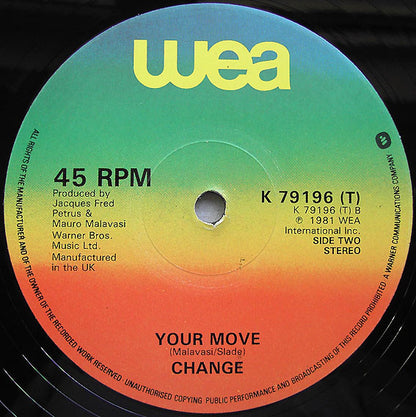 wea
45 RPM
Produced by
Jacques Fred
Petrus &
Mauro Malavasi
Warner Bros.
Music Ltd.
Manufactured
in the UK
K 79196 (T)
K 79196 (T) B
℗ 1981 WEA
International Inc.
SIDE TWO
STEREO
YOUR MOVE
(Malavasi/Slade)
CHANGE
ALL RIGHTS OF THE MANUFACTURER AND OF THE OWNER OF THE RECORDED WORK RESERVED · UNAUTHORISED COPYING PUBLIC PERFORMANCE AND BROADCASTING OF THIS RECORD PROHIBITED A WARNER COMMUNICATIONS COMPANY